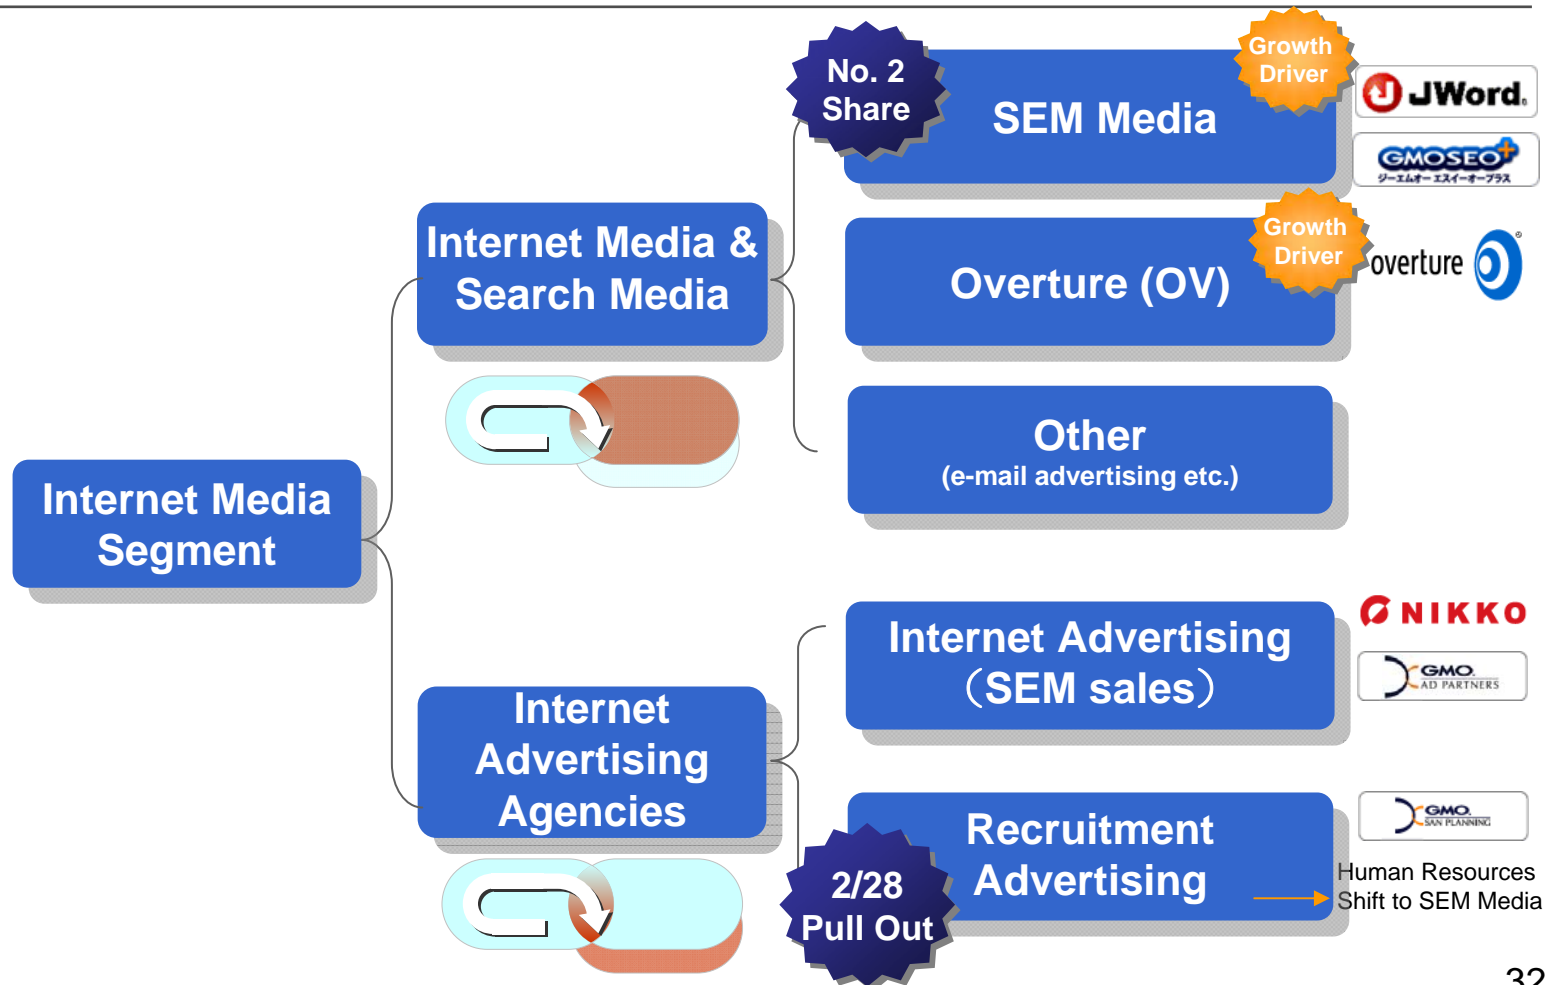 No. 2
Share
SEM Media
Growth
Driver
JWord®
GMOSEO+
ジーエムオー エスイーオープラス
Internet Media &
Search Media
Overture (OV)
Growth
Driver
overture®
Other
(e-mail advertising etc.)
Internet Media
Segment
Internet Advertising
（SEM sales）
NIKKO
GMO
AD PARTNERS
Internet
Advertising
Agencies
Recruitment
Advertising
GMO
SAN PLANNING
2/28
Pull Out
Human Resources
Shift to SEM Media
32